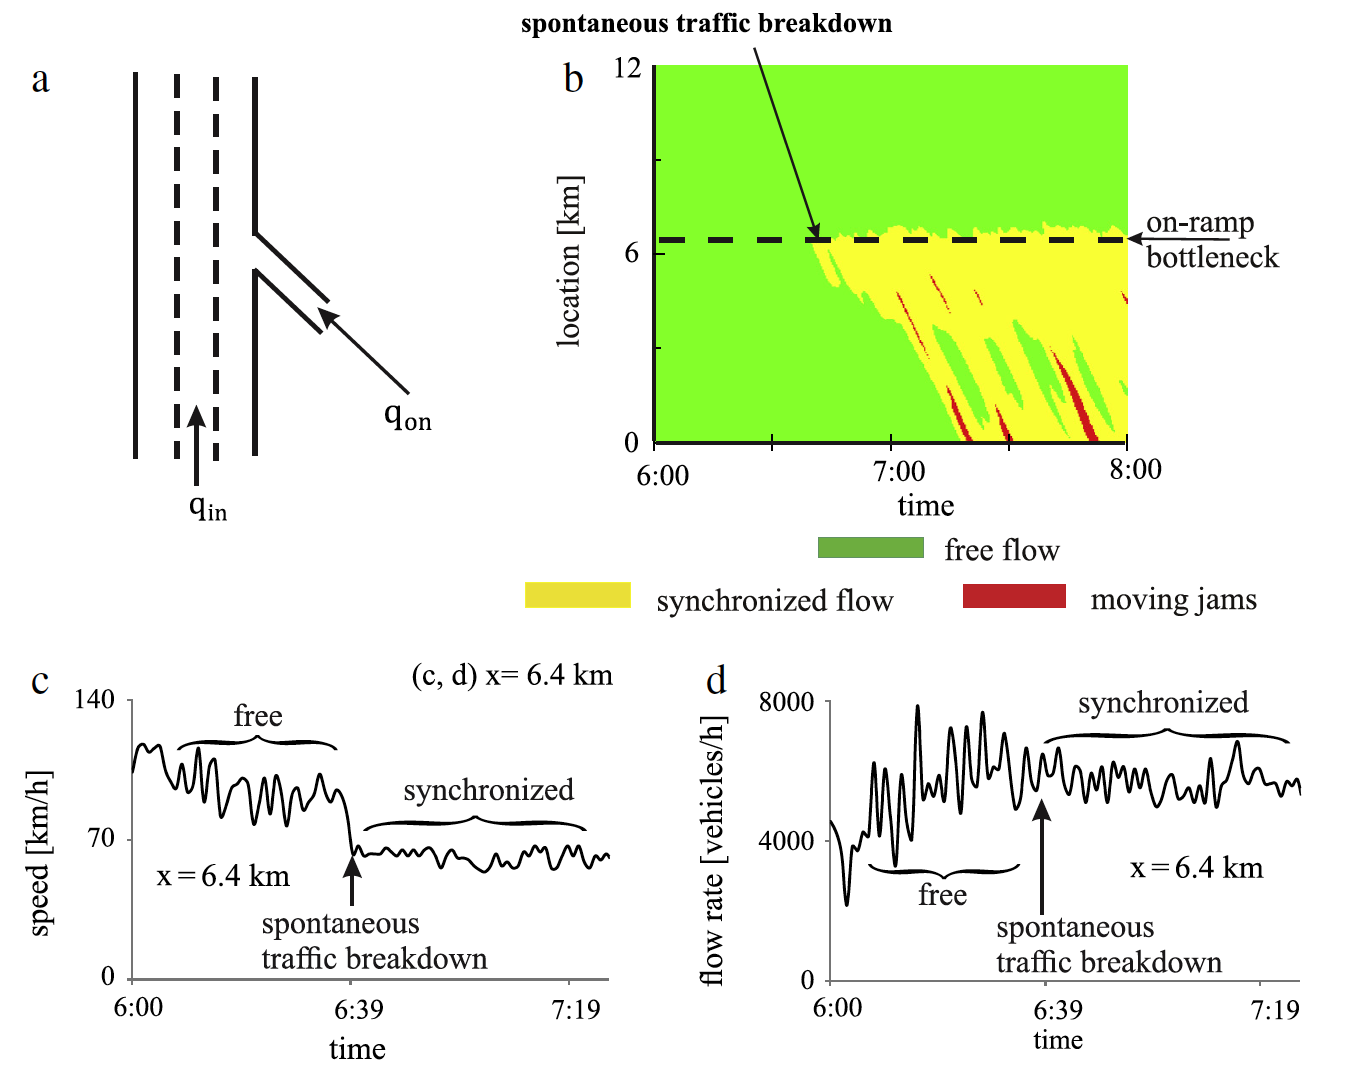 spontaneous traffic breakdown
a
q_on
q_in
b
12
6
0
location [km]
6:00
7:00
8:00
time
on-ramp
bottleneck
free flow
synchronized flow
moving jams
c
(c, d) x= 6.4 km
140
70
0
speed [km/h]
free
synchronized
x = 6.4 km
spontaneous
traffic breakdown
6:00
6:39
7:19
time
d
8000
4000
0
flow rate [vehicles/h]
synchronized
free
x = 6.4 km
spontaneous
traffic breakdown
6:00
6:39
7:19
time